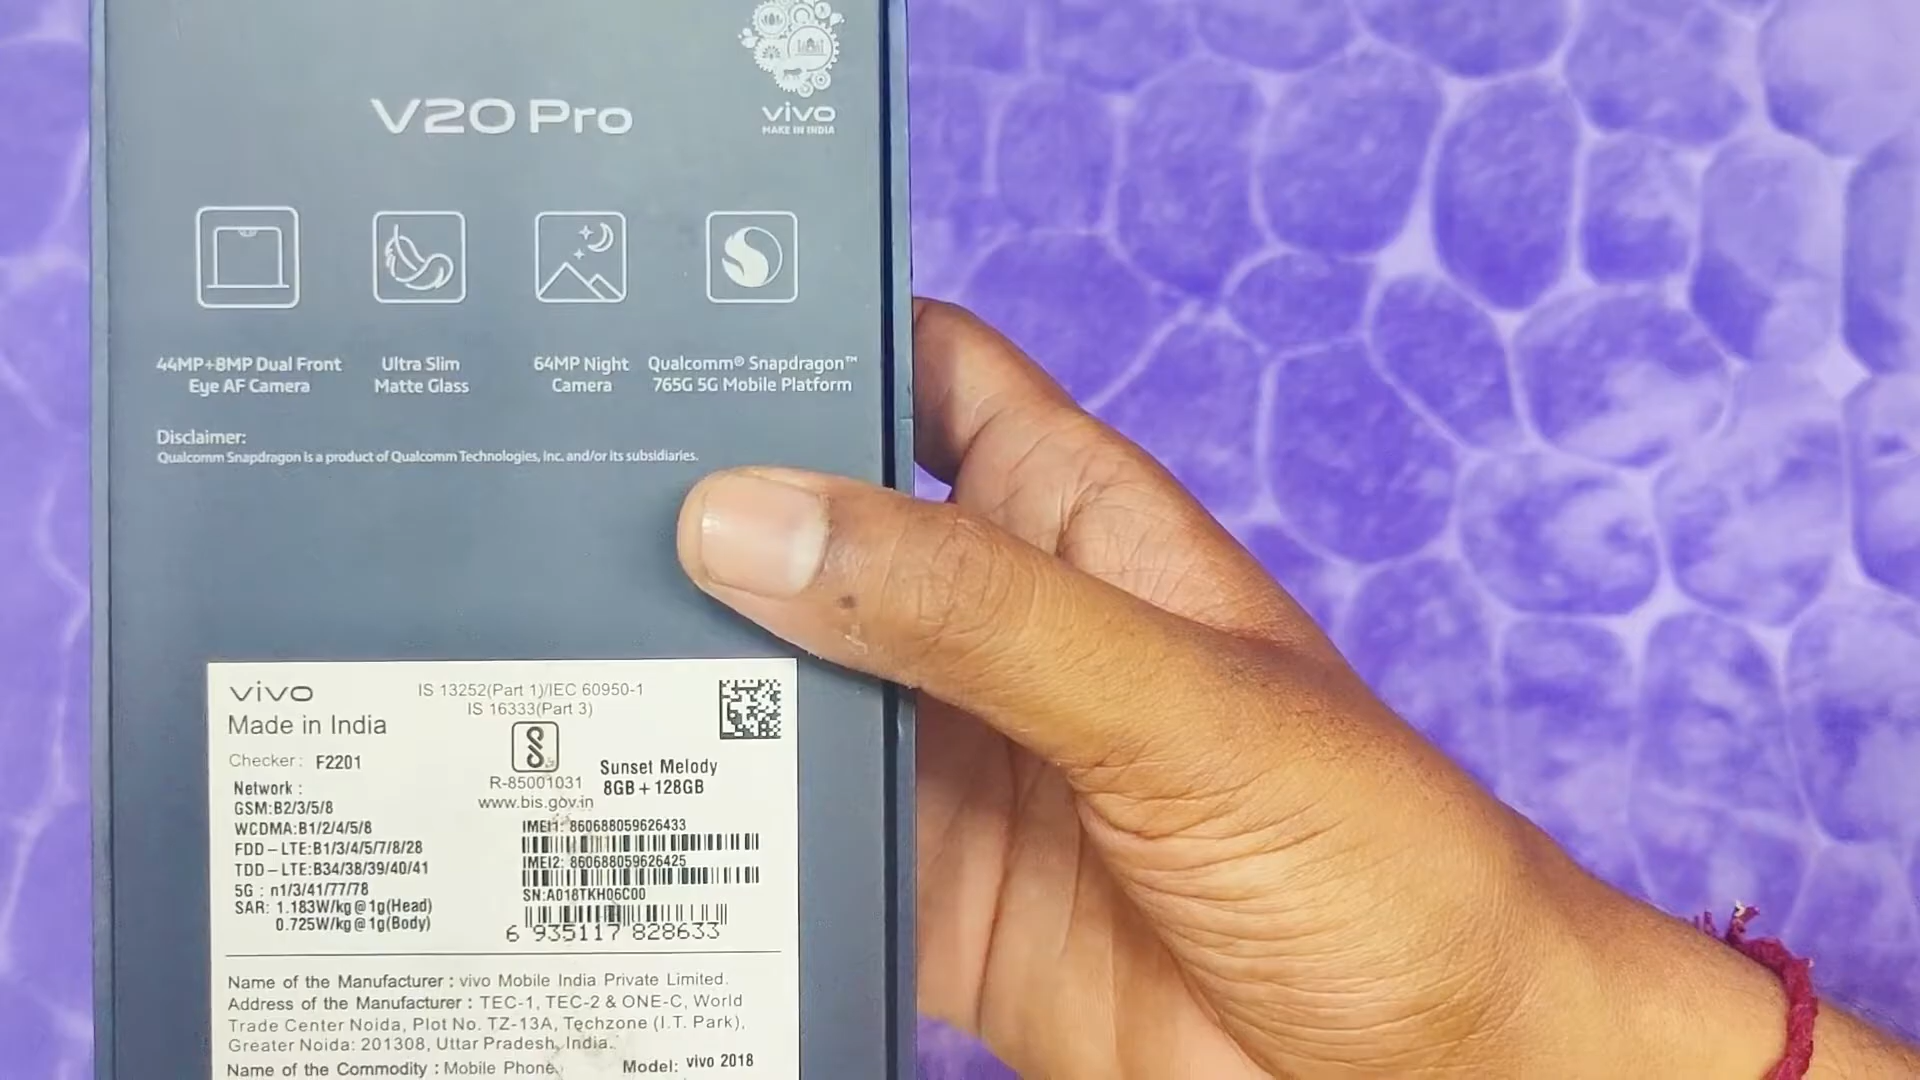 vivo
MAKE IN INDIA
V20 Pro
44MP+8MP Dual Front
Eye AF Camera
Ultra Slim
Matte Glass
64MP Night
Camera
Qualcomm® Snapdragon™
765G 5G Mobile Platform
Disclaimer:
Qualcomm Snapdragon is a product of Qualcomm Technologies, Inc. and/or its subsidiaries.
vivo
Made in India
Checker: F2201
Network :
GSM:B2/3/5/8
WCDMA:B1/2/4/5/8
FDD-LTE:B1/3/4/5/7/8/28
TDD-LTE:B34/38/39/40/41
5G : n1/3/41/77/78
SAR: 1.183W/kg@1g(Head)
0.725W/kg@1g(Body)
IS 13252(Part 1)/IEC 60950-1
IS 16333(Part 3)
R-85001031
www.bis.gov.in
Sunset Melody
8GB+128GB
IMEI1: 860688059626433
IMEI2: 860688059626425
SN:A018TKH06C00
6 935117 828633
Name of the Manufacturer : vivo Mobile India Private Limited.
Address of the Manufacturer : TEC-1, TEC-2 & ONE-C, World
Trade Center Noida, Plot No. TZ-13A, Techzone (I.T. Park),
Greater Noida: 201308, Uttar Pradesh, India.
Name of the Commodity : Mobile Phone
Model: vivo 2018